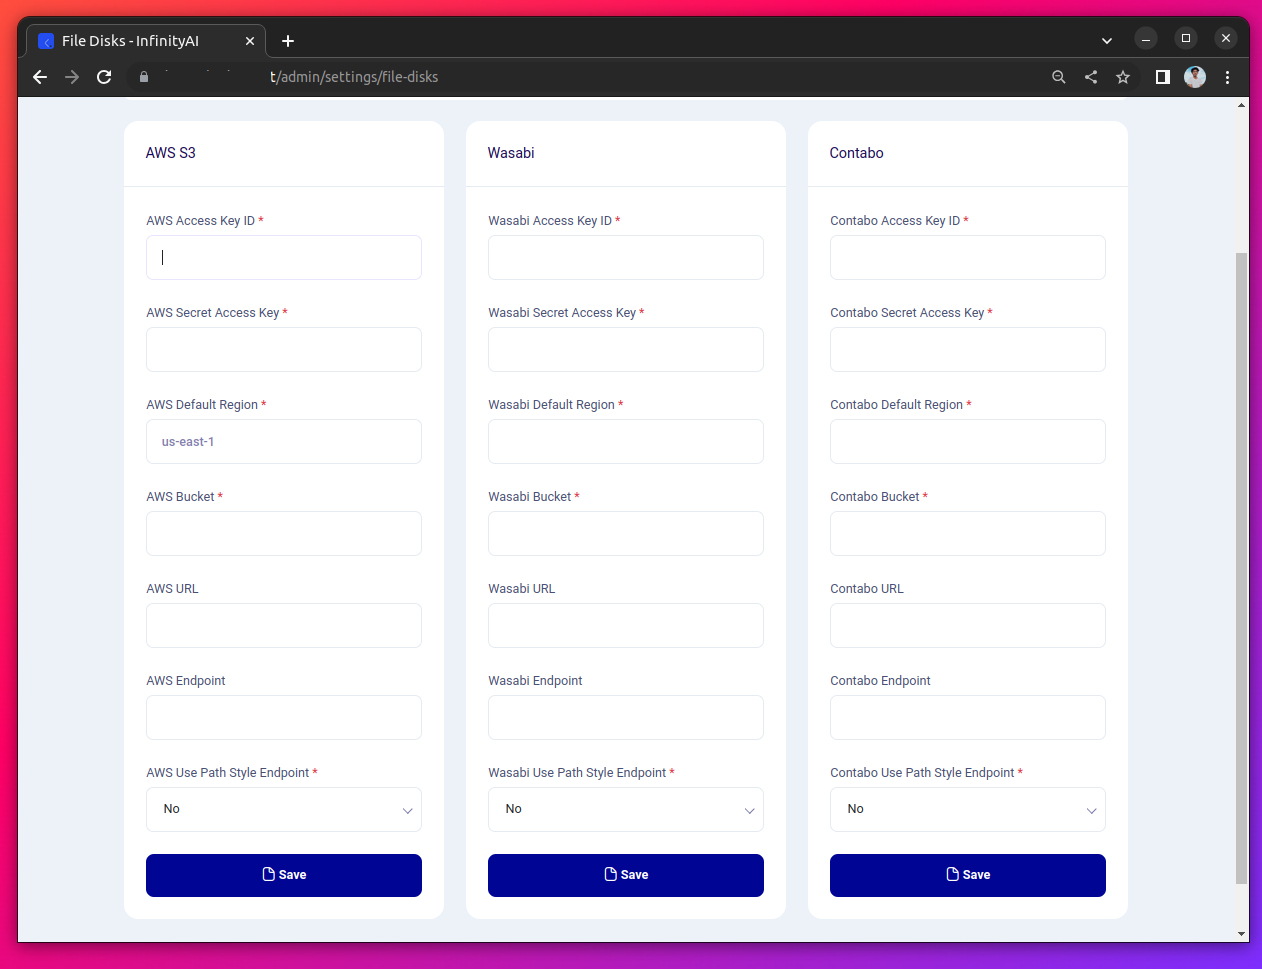 File Disks - InfinityAI
t/admin/settings/file-disks
AWS S3
AWS Access Key ID *
AWS Secret Access Key *
AWS Default Region *
us-east-1
AWS Bucket *
AWS URL
AWS Endpoint
AWS Use Path Style Endpoint *
No
Save
Wasabi
Wasabi Access Key ID *
Wasabi Secret Access Key *
Wasabi Default Region *
Wasabi Bucket *
Wasabi URL
Wasabi Endpoint
Wasabi Use Path Style Endpoint *
No
Save
Contabo
Contabo Access Key ID *
Contabo Secret Access Key *
Contabo Default Region *
Contabo Bucket *
Contabo URL
Contabo Endpoint
Contabo Use Path Style Endpoint *
No
Save